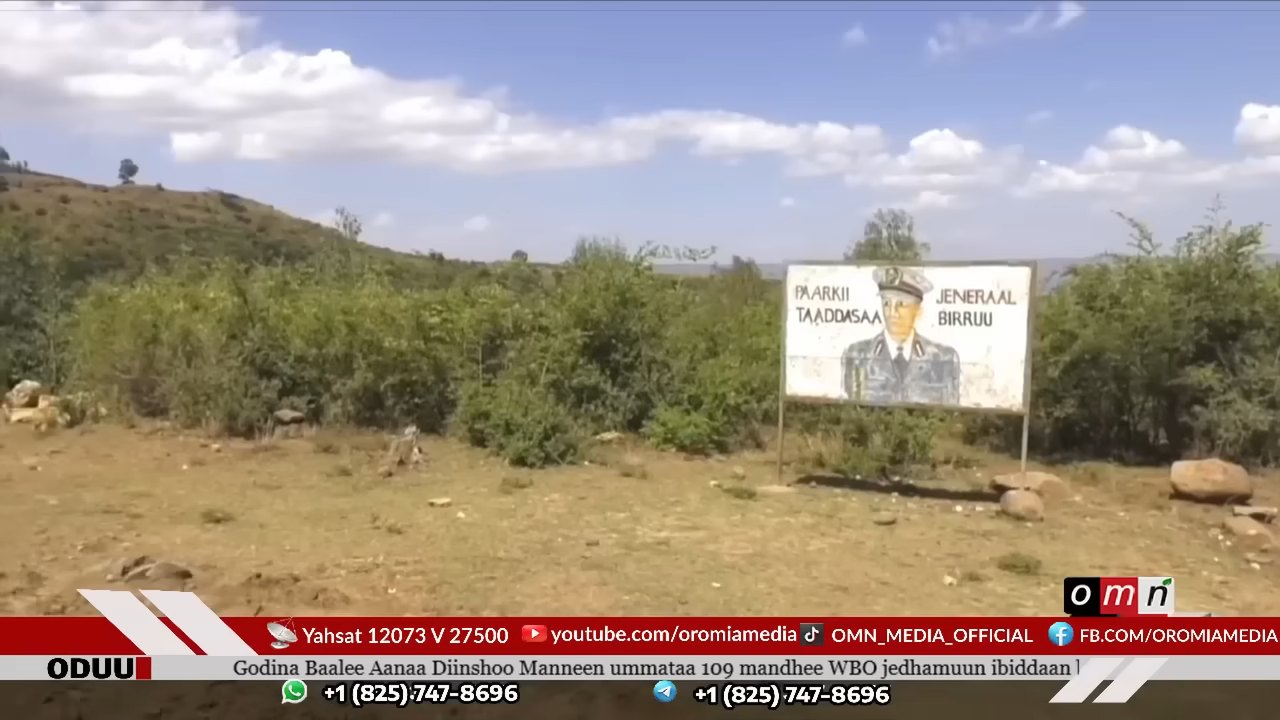 PAARKII JENERAAL
TAADDASAA BIRRUU
omn
Yahsat 12073 V 27500 youtube.com/oromiamedia OMN_MEDIA_OFFICIAL FB.COM/OROMIAMEDIA
ODUU Godina Baalee Aanaa Diinshoo Manneen ummataa 109 mandhee WBO jedhamuun ibiddaan
+1 (825) 747-8696 +1 (825) 747-8696